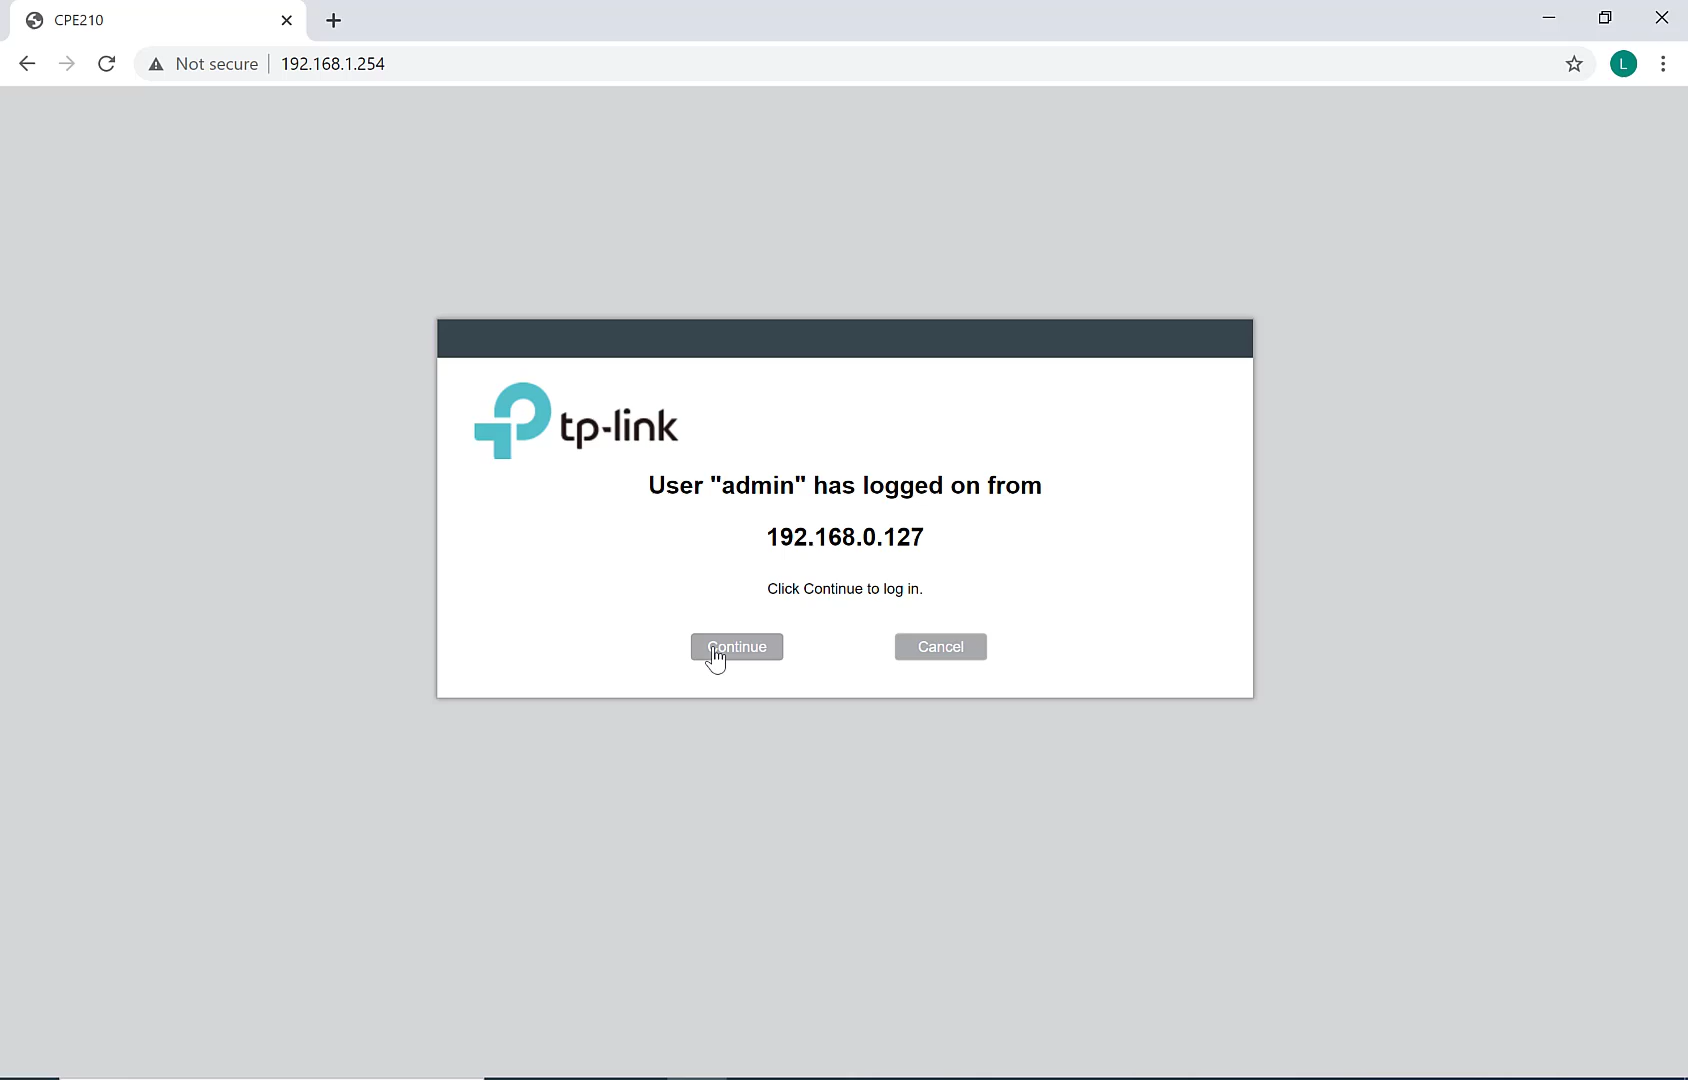 CPE210
Not secure
192.168.1.254
L
tp-link
User "admin" has logged on from
192.168.0.127
Click Continue to log in.
Continue
Cancel